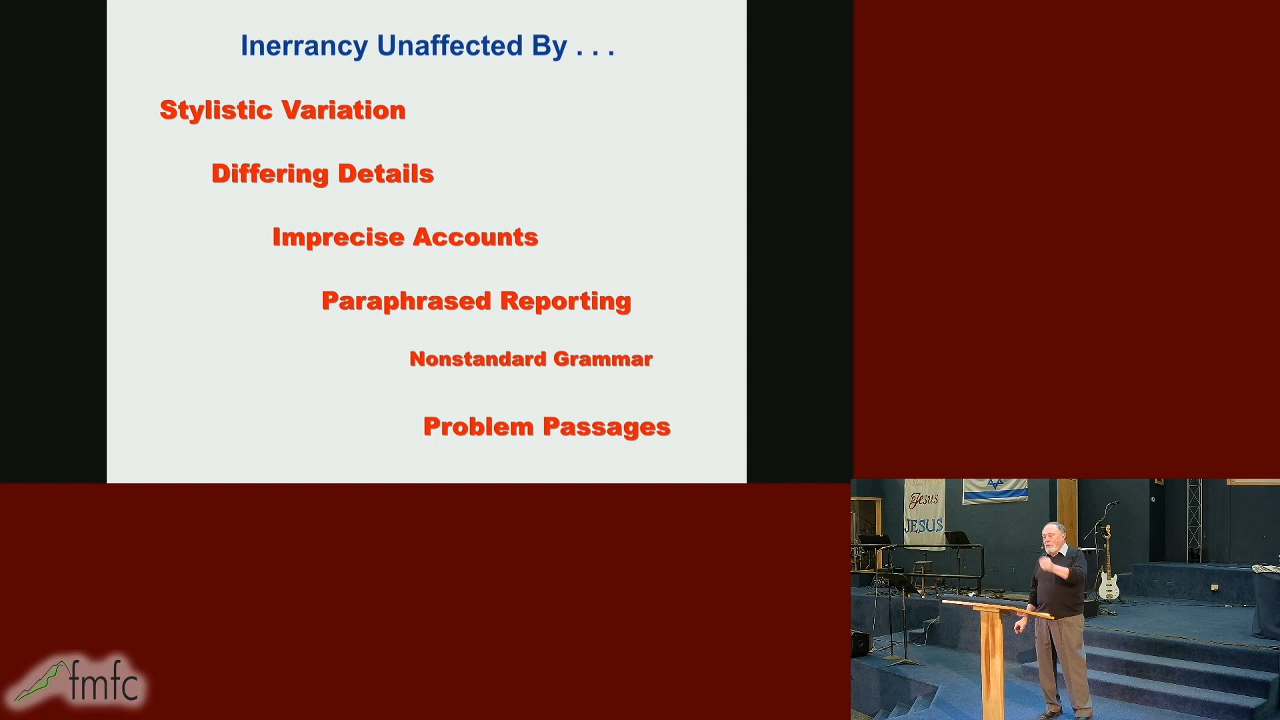 Inerrancy Unaffected By . . .
Stylistic Variation
Differing Details
Imprecise Accounts
Paraphrased Reporting
Nonstandard Grammar
Problem Passages
Jesus
JESUS
fmfc